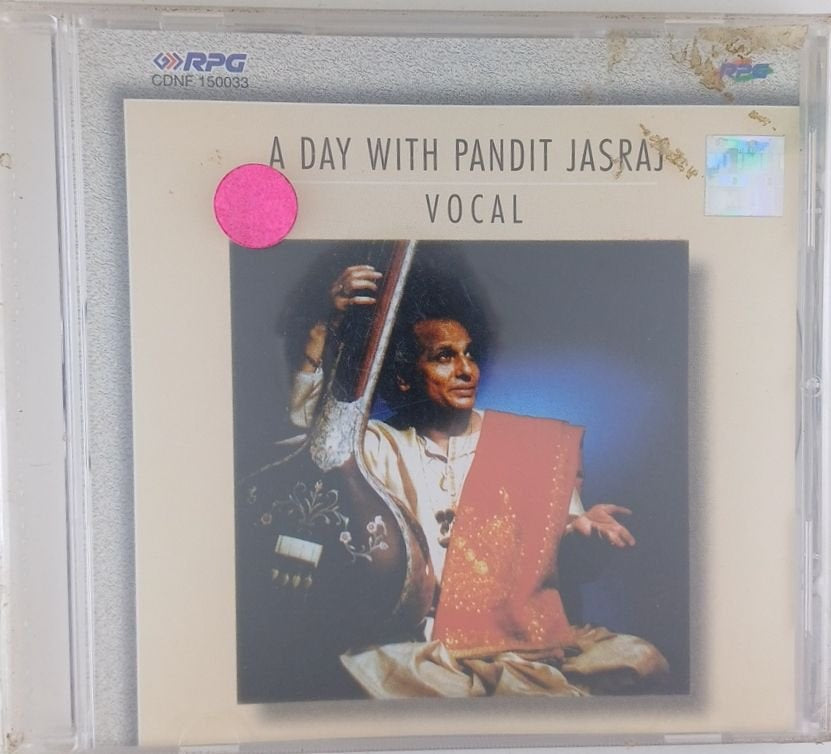 RPG
CDNF 150033
RPG
A DAY WITH PANDIT JASRAJ
VOCAL